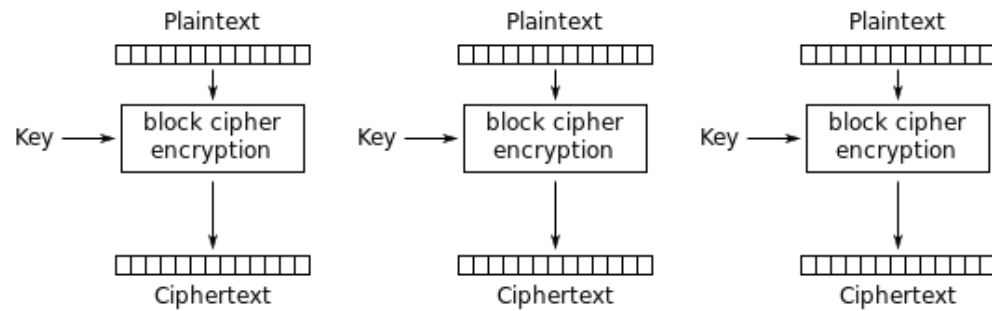 Plaintext
Plaintext
Plaintext
Key
block cipher
encryption
Key
block cipher
encryption
Key
block cipher
encryption
Ciphertext
Ciphertext
Ciphertext